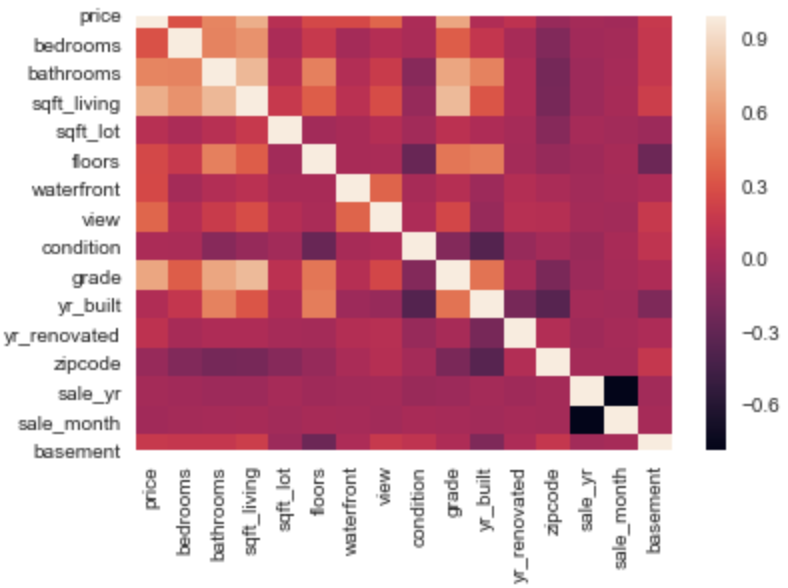 price
bedrooms
bathrooms
sqft_living
sqft_lot
floors
waterfront
view
condition
grade
yr_built
yr_renovated
zipcode
sale_yr
sale_month
basement
price
bedrooms
bathrooms
sqft_living
sqft_lot
floors
waterfront
view
condition
grade
yr_built
yr_renovated
zipcode
sale_yr
sale_month
basement
0.9
0.6
0.3
0.0
−0.3
−0.6